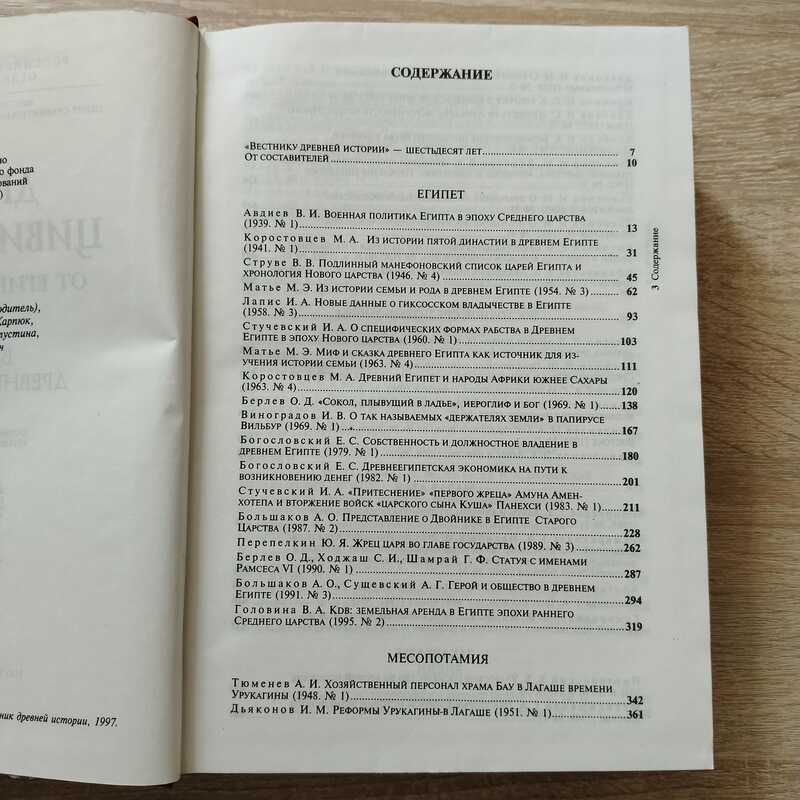 но
о фонда
ований
)
одитель),
Карпюк,
пустина,
ч
ник древней истории, 1997.
СОДЕРЖАНИЕ
«Вестнику древней истории» — шестьдесят лет 7
От составителей 10
ЕГИПЕТ
Авдиев В. И. Военная политика Египта в эпоху Среднего царства
(1939. № 1) 13
Коростовцев М. А. Из истории пятой династии в древнем Египте
(1941. № 1) 31
Струве В. В. Подлинный манефоновский список царей Египта и
хронология Нового царства (1946. № 4) 45
Матье М. Э. Из истории семьи и рода в древнем Египте (1954. № 3) 62
Лапис И. А. Новые данные о гиксосском владычестве в Египте
(1958. № 3) 93
Стучевский И. А. О специфических формах рабства в Древнем
Египте в эпоху Нового царства (1960. № 1) 103
Матье М. Э. Миф и сказка древнего Египта как источник для из-
учения истории семьи (1963. № 4) 111
Коростовцев М. А. Древний Египет и народы Африки южнее Сахары
(1963. № 4) 120
Берлев О. Д. «Сокол, плывущий в ладье», иероглиф и бог (1969. № 1) 138
Виноградов И. В. О так называемых «держателях земли» в папирусе
Вильбур (1969. № 1) 167
Богословский Е. С. Собственность и должностное владение в
древнем Египте (1979. № 1) 180
Богословский Е. С. Древнеегипетская экономика на пути к
возникновению денег (1982. № 1) 201
Стучевский И. А. «Притеснение» «первого жреца» Амуна Амен-
хотепа и вторжение войск «царского сына Куша» Панехси (1983. № 1) 211
Большаков А. О. Представление о Двойнике в Египте Старого
Царства (1987. № 2) 228
Перепелкин Ю. Я. Жрец царя во главе государства (1989. № 3) 262
Берлев О. Д., Ходжаш С. И., Шамрай Г. Ф. Статуя с именами
Рамсеса VI (1990. № 1) 287
Большаков А. О., Сущевский А. Г. Герой и общество в древнем
Египте (1991. № 3) 294
Головина В. А. Kdb: земельная аренда в Египте эпохи раннего
Среднего царства (1995. № 2) 319
МЕСОПОТАМИЯ
Тюменев А. И. Хозяйственный персонал храма Бау в Лагаше времени
Урукагины (1948. № 1) 342
Дьяконов И. М. Реформы Урукагины-в Лагаше (1951. № 1) 361
3 Содержание